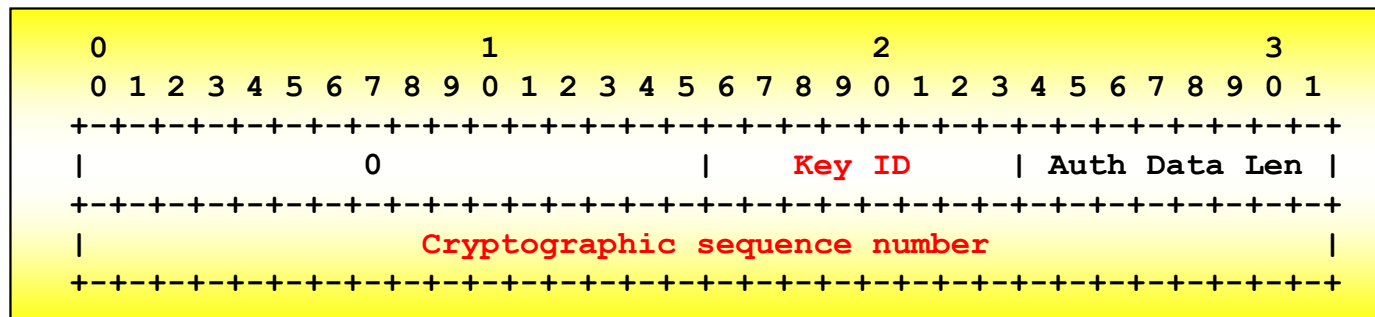 0                   1                   2                   3
0 1 2 3 4 5 6 7 8 9 0 1 2 3 4 5 6 7 8 9 0 1 2 3 4 5 6 7 8 9 0 1
+-+-+-+-+-+-+-+-+-+-+-+-+-+-+-+-+-+-+-+-+-+-+-+-+-+-+-+-+-+-+-+-+
|              0                |    Key ID     | Auth Data Len |
+-+-+-+-+-+-+-+-+-+-+-+-+-+-+-+-+-+-+-+-+-+-+-+-+-+-+-+-+-+-+-+-+
|                 Cryptographic sequence number                 |
+-+-+-+-+-+-+-+-+-+-+-+-+-+-+-+-+-+-+-+-+-+-+-+-+-+-+-+-+-+-+-+-+